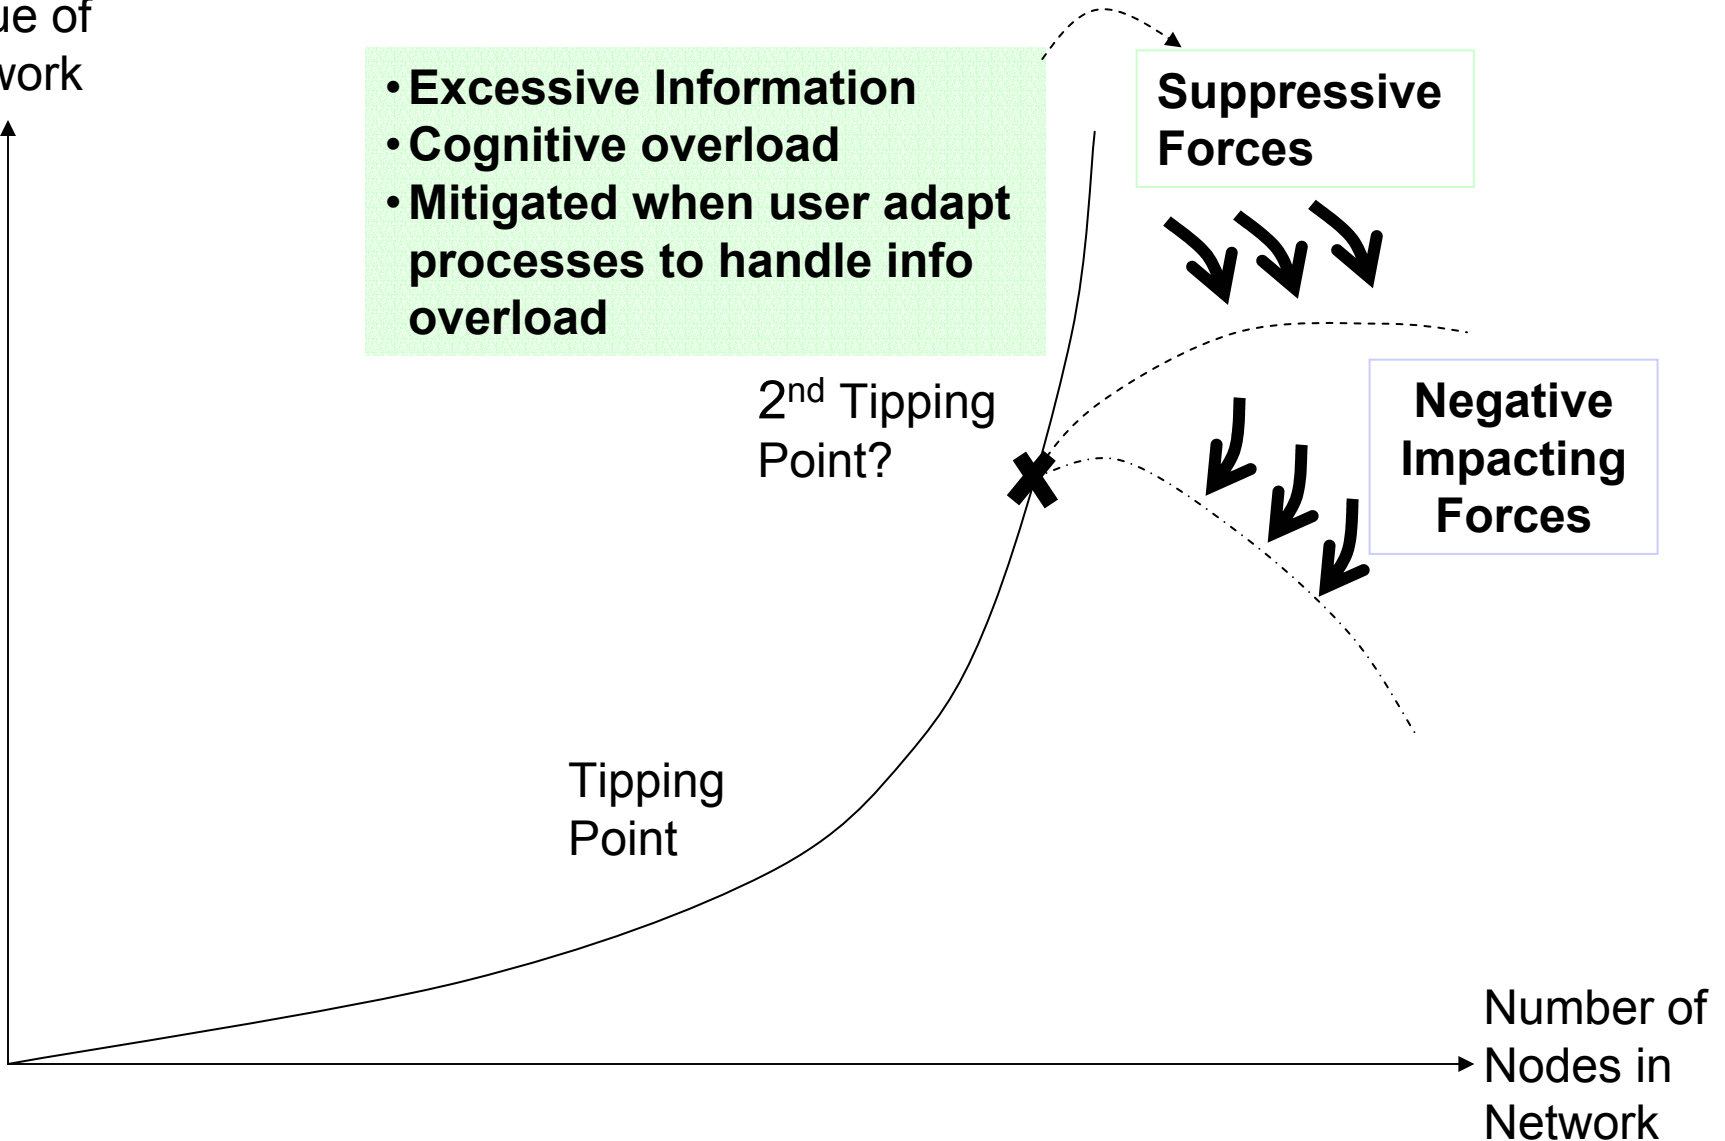 ue of
work
• Excessive Information
• Cognitive overload
• Mitigated when user adapt
processes to handle info
overload
Suppressive
Forces
2nd Tipping
Point?
Negative
Impacting
Forces
Tipping
Point
Number of
Nodes in
Network